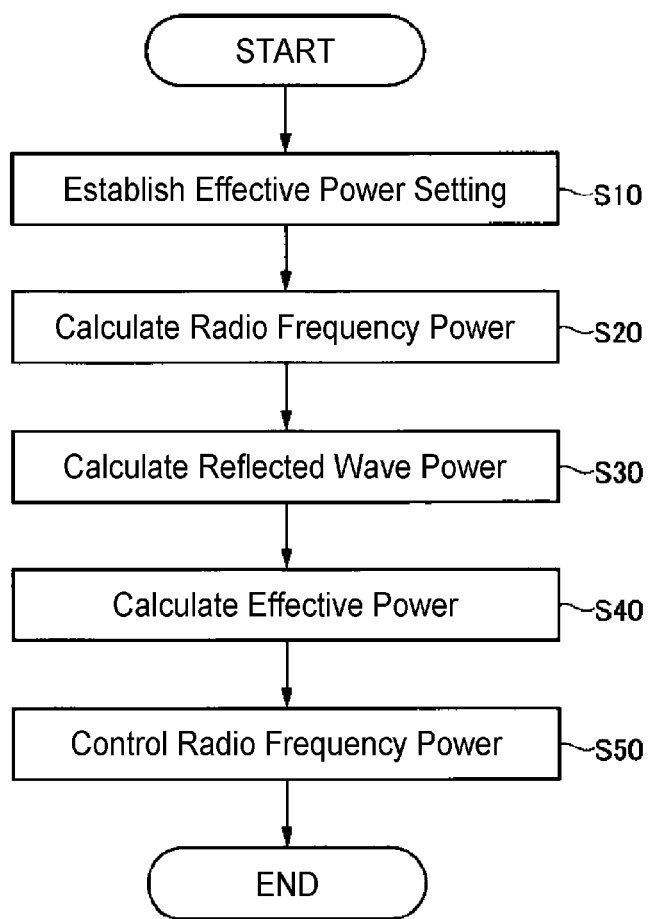 START
Establish Effective Power Setting
S10
Calculate Radio Frequency Power
S20
Calculate Reflected Wave Power
S30
Calculate Effective Power
S40
Control Radio Frequency Power
S50
END